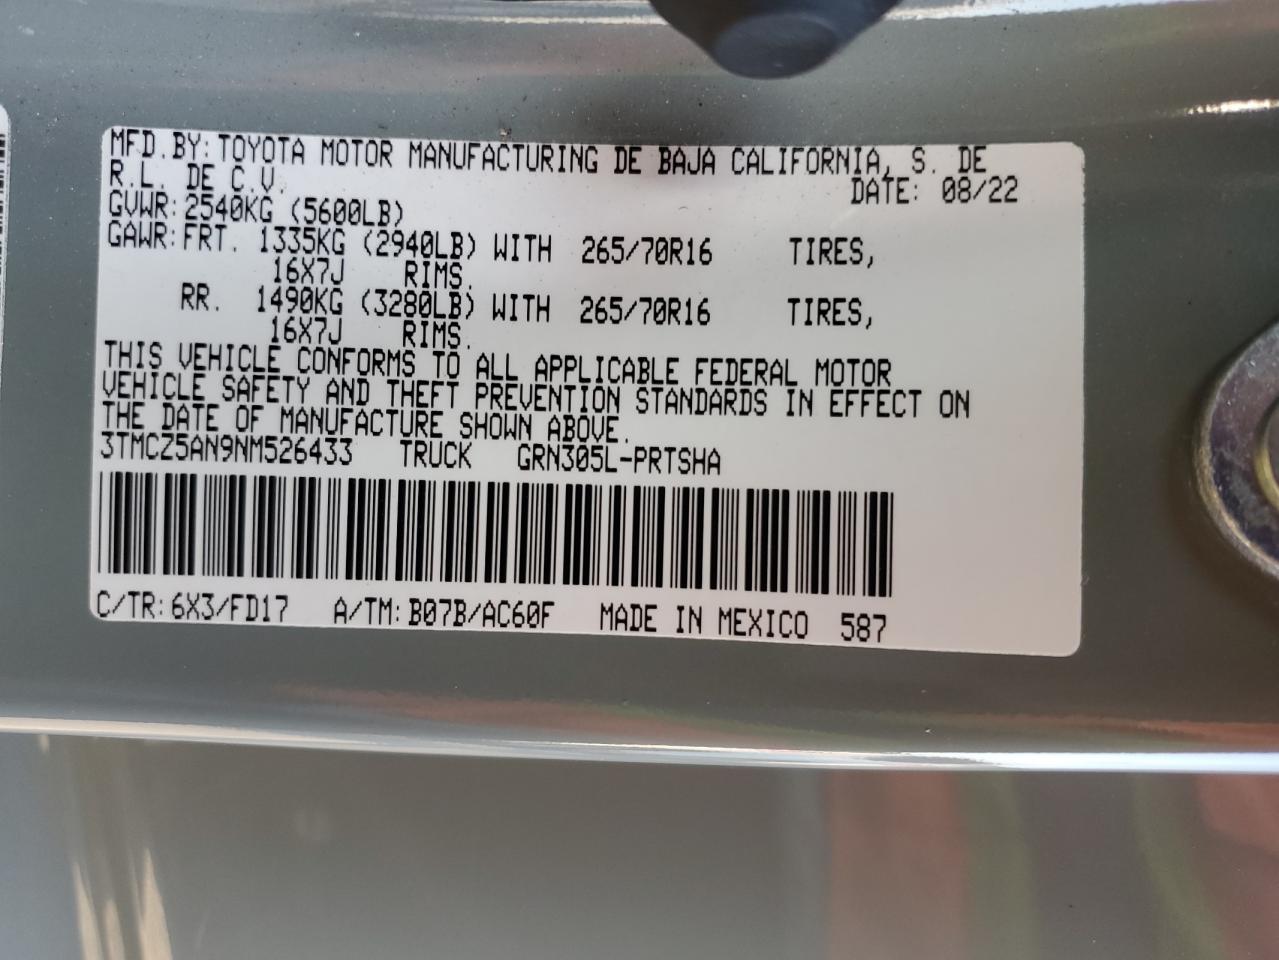 MFD.BY: TOYOTA MOTOR MANUFACTURING DE BAJA CALIFORNIA, S. DE
R.L. DE C.V. DATE: 08/22
GVWR: 2540KG (5600LB)
GAWR: FRT. 1335KG (2940LB) WITH 265/70R16 TIRES,
16X7J RIMS.
RR. 1490KG (3280LB) WITH 265/70R16 TIRES,
16X7J RIMS.
THIS VEHICLE CONFORMS TO ALL APPLICABLE FEDERAL MOTOR
VEHICLE SAFETY AND THEFT PREVENTION STANDARDS IN EFFECT ON
THE DATE OF MANUFACTURE SHOWN ABOVE.
3TMCZ5AN9NM526433 TRUCK GRN305L-PRTSHA
C/TR: 6X3/FD17 A/TM: B07B/AC60F MADE IN MEXICO 587